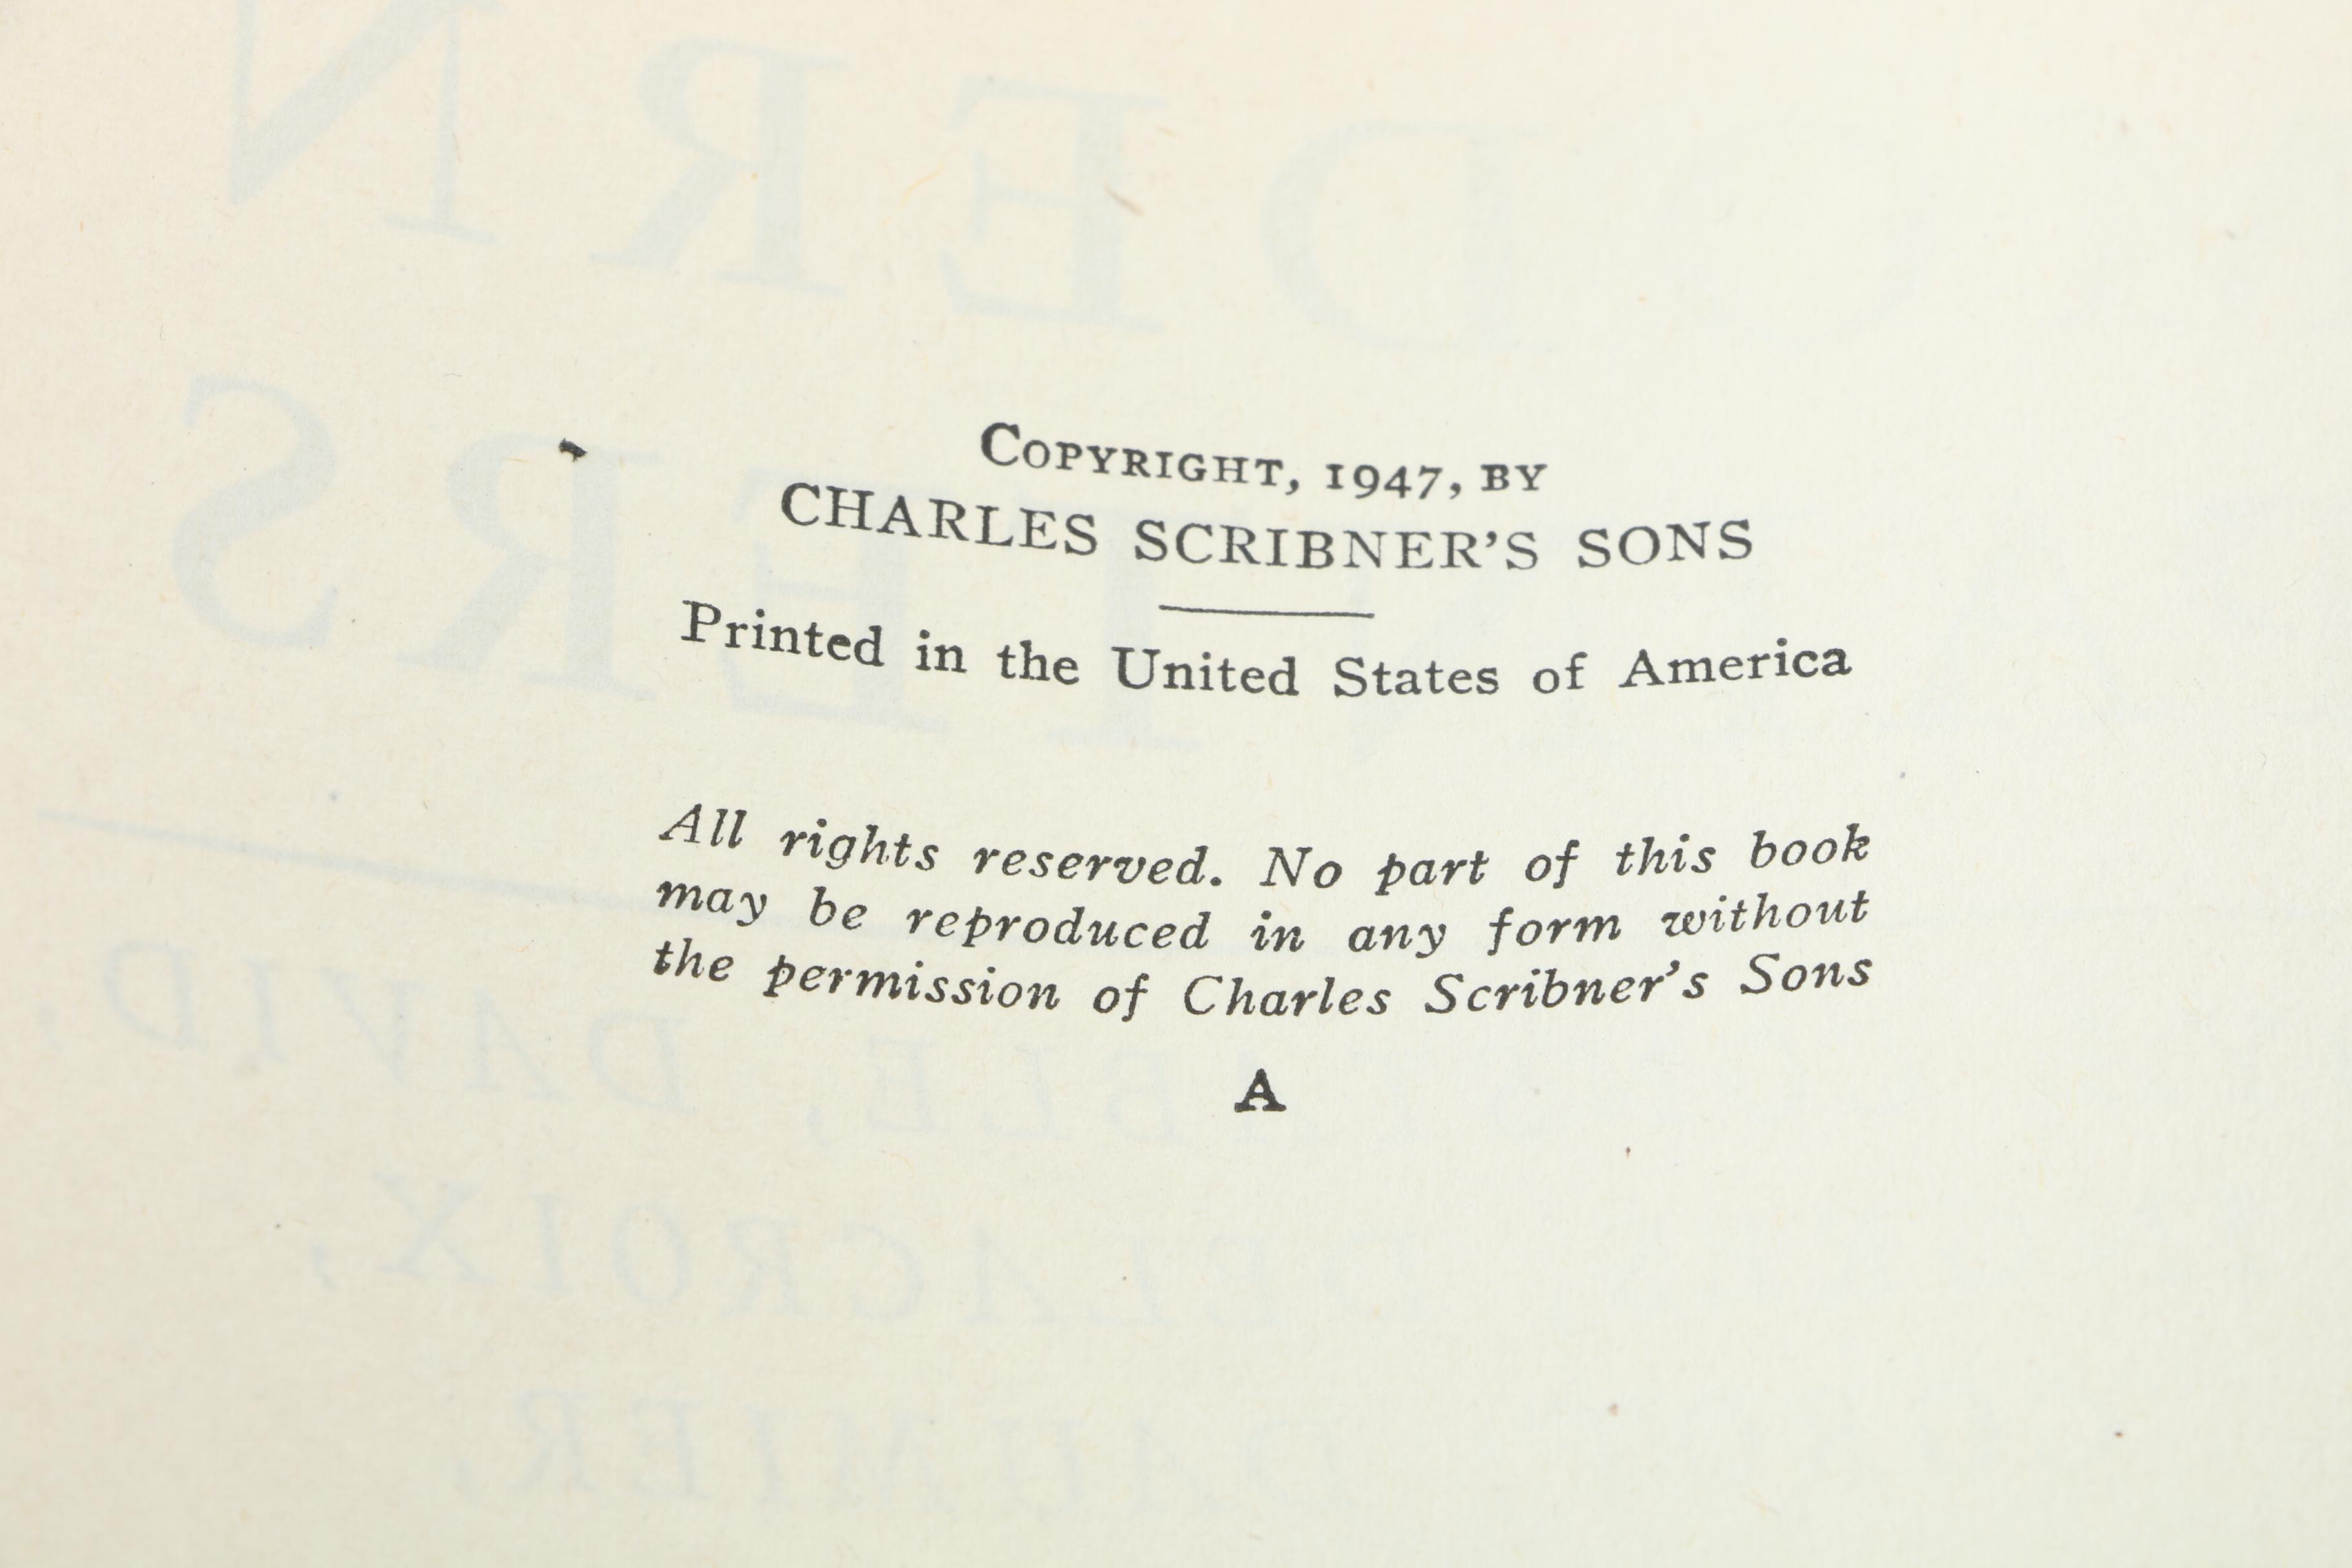 COPYRIGHT, 1947, BY
CHARLES SCRIBNER'S SONS
Printed in the United States of America
All rights reserved. No part of this book
may be reproduced in any form without
the permission of Charles Scribner's Sons
A